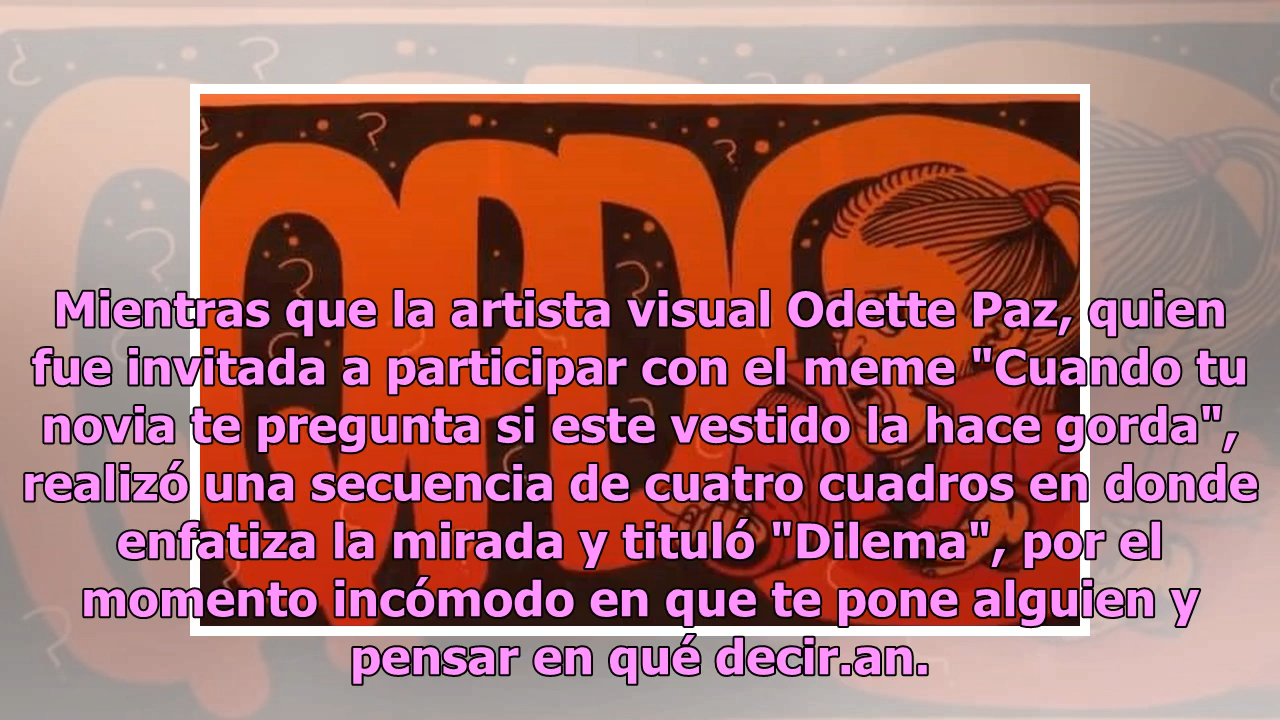 Mientras que la artista visual Odette Paz, quien
fue invitada a participar con el meme "Cuando tu
novia te pregunta si este vestido la hace gorda",
realizó una secuencia de cuatro cuadros en donde
enfatiza la mirada y tituló "Dilema", por el
momento incómodo en que te pone alguien y
pensar en qué decir.an.